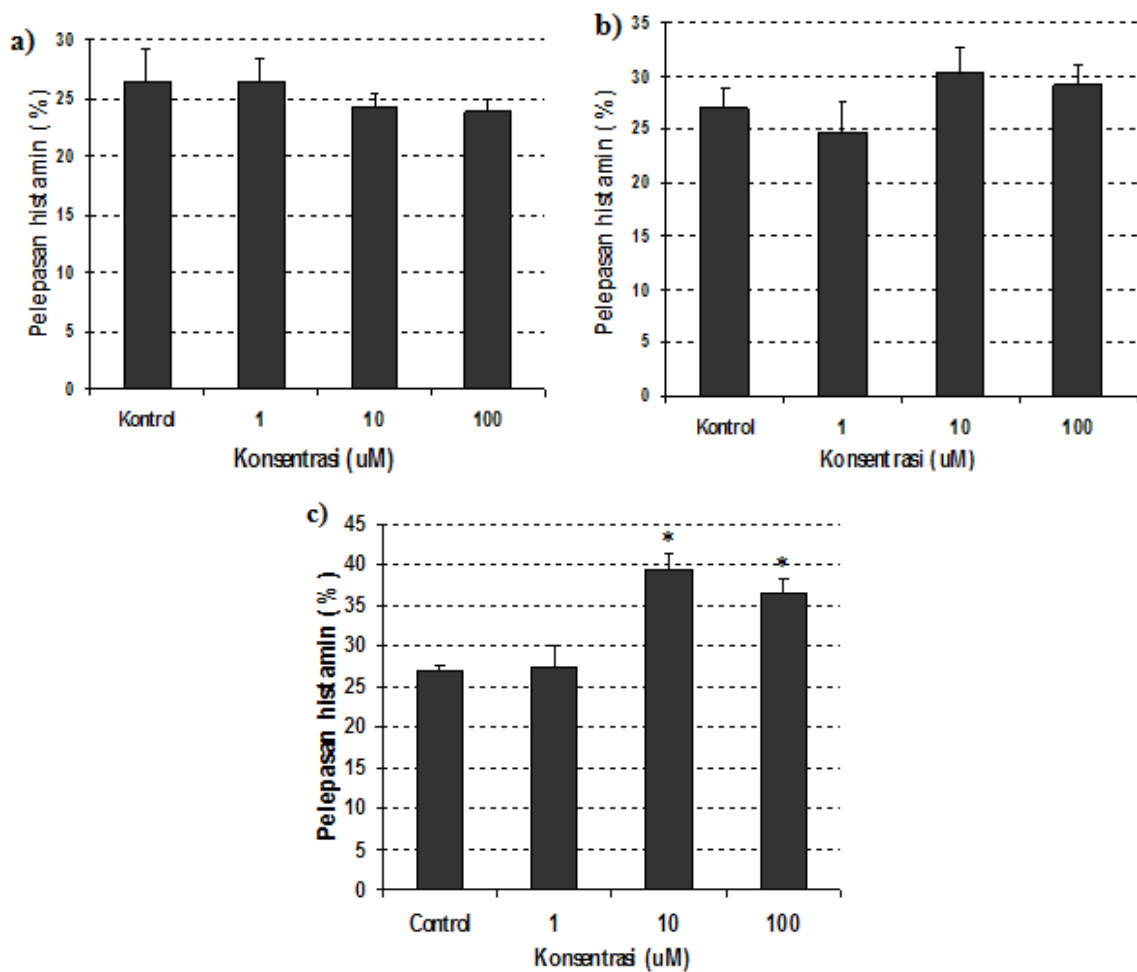 a)
Pelepasan histamin ( %)
30
25
20
15
10
5
0
Kontrol 1 10 100
Konsentrasi ( uM)
b)
Pelepasan histamin ( %)
35
30
25
20
15
10
5
0
Kontrol 1 10 100
Konsentrasi ( uM)
c)
Pelepasan histamin ( %)
45
40
35
30
25
20
15
10
5
0
* *
Control 1 10 100
Konsentrasi (uM)